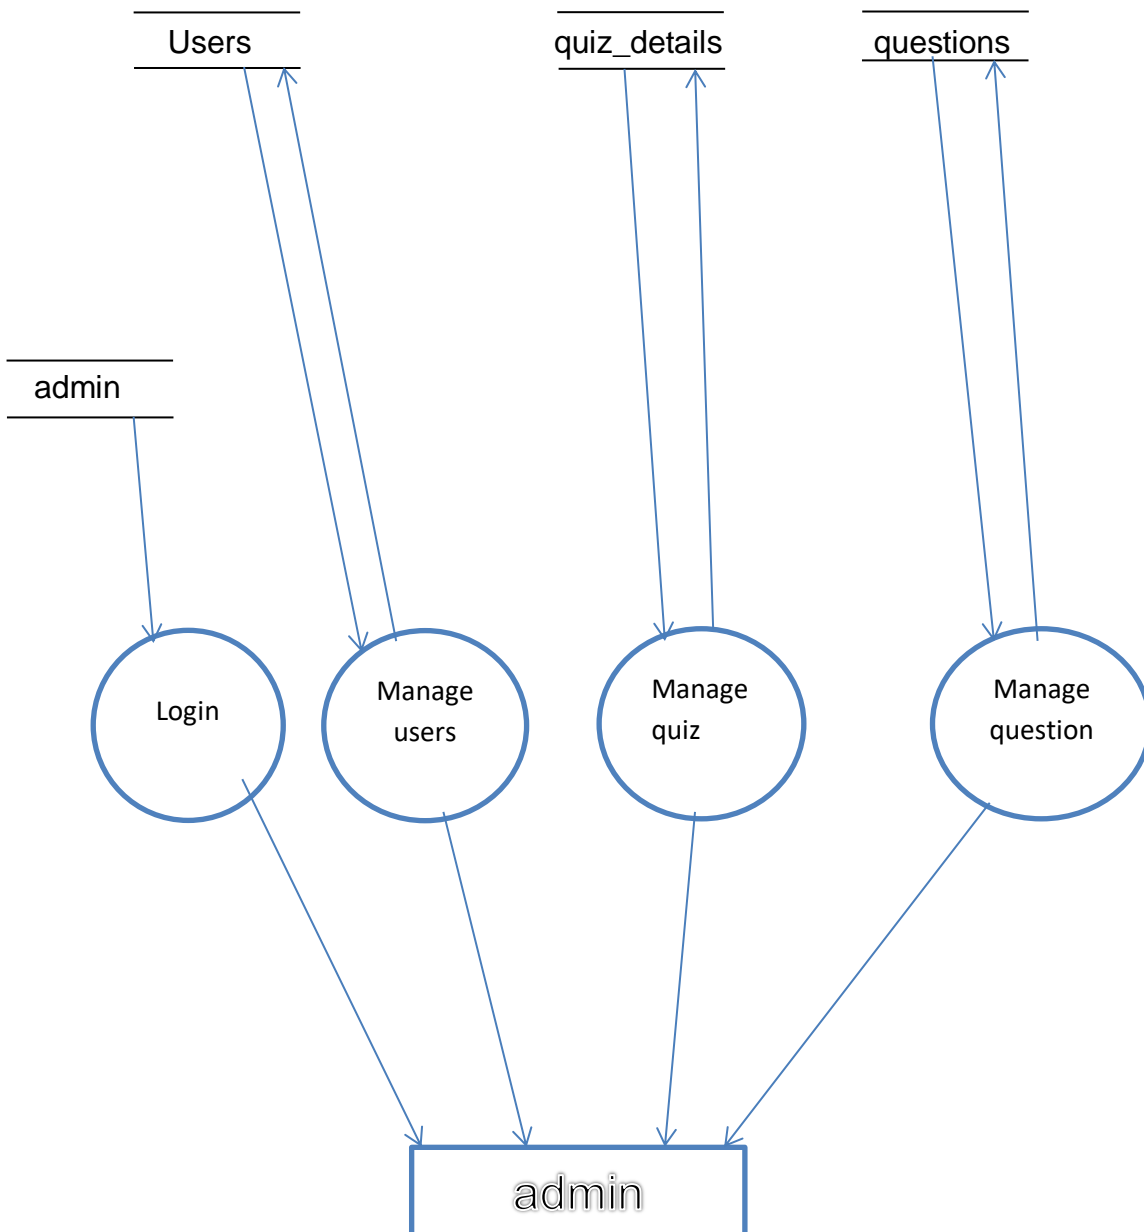 Users
quiz_details
questions
admin
Login
Manage
users
Manage
quiz
Manage
question
admin